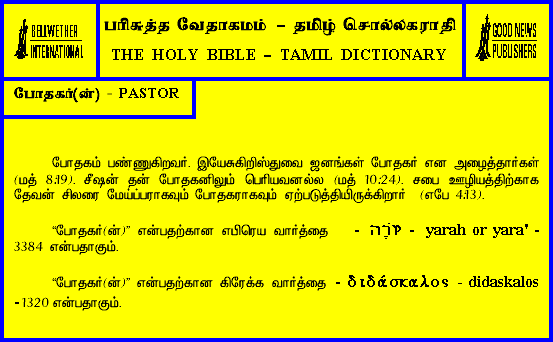 பரிசுத்த வேதாகமம் – தமிழ் சொல்லகராதி
THE HOLY BIBLE – TAMIL DICTIONARY
BELLWETHER
INTERNATIONAL
GOOD NEWS
PUBLISHERS
போதகர்(ன்) - PASTOR
போதகம் பண்ணுகிறவர். இயேசுகிறிஸ்துவை ஜனங்கள் போதகர் என அழைத்தார்கள்
(மத் 8:19). சீஷன் தன் போதகனிலும் பெரியவனல்ல (மத் 10:24). சபை ஊழியத்திற்காக
தேவன் சிலரை மேய்ப்பராகவும் போதகராகவும் ஏற்படுத்தியிருக்கிறார் (எபே 4:13).
“போதகர்(ன்)” என்பதற்கான எபிரெய வார்த்தை - יוֹרָה - yarah or yara' -
3384 என்பதாகும்.
“போதகர்(ன்)” என்பதற்கான கிரேக்க வார்த்தை - διδάσκαλος - didaskalos
-1320 என்பதாகும்.